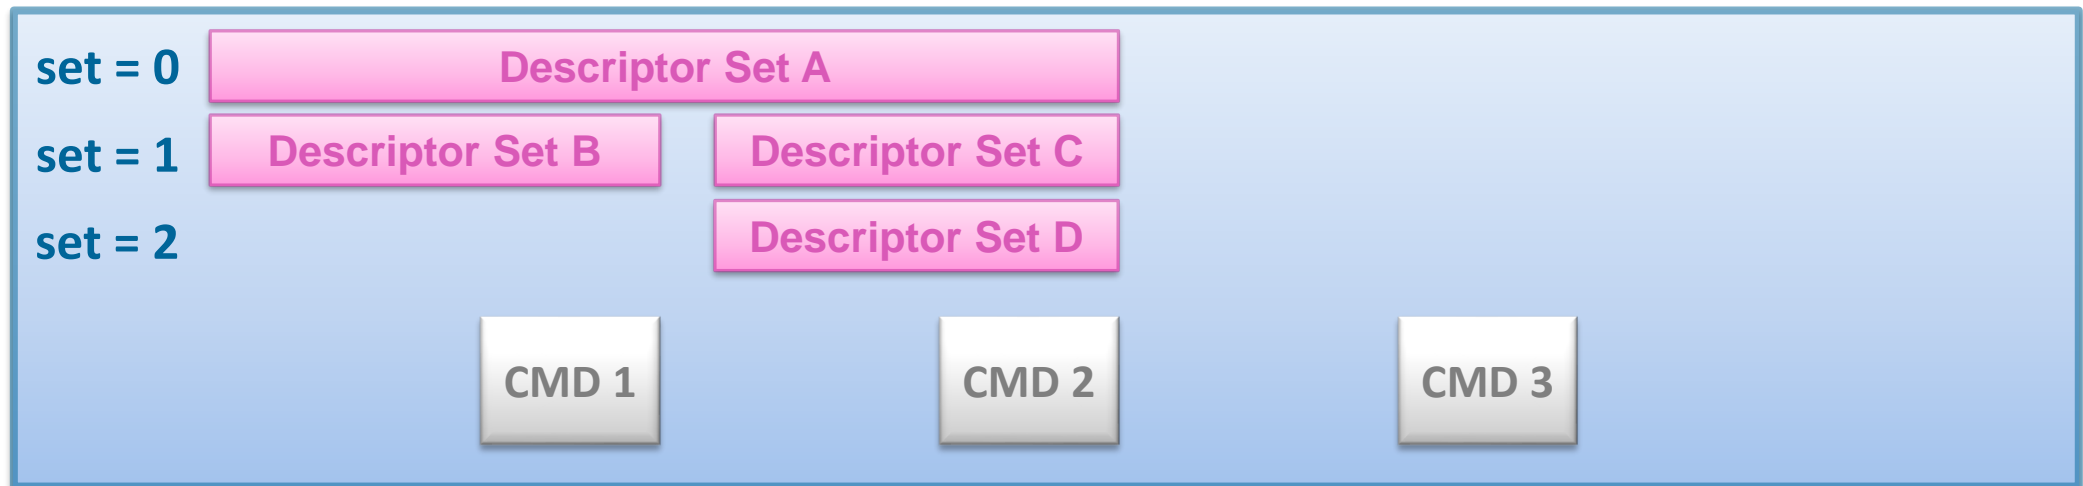 set = 0 Descriptor Set A
set = 1 Descriptor Set B Descriptor Set C
set = 2 Descriptor Set D
CMD 1 CMD 2 CMD 3